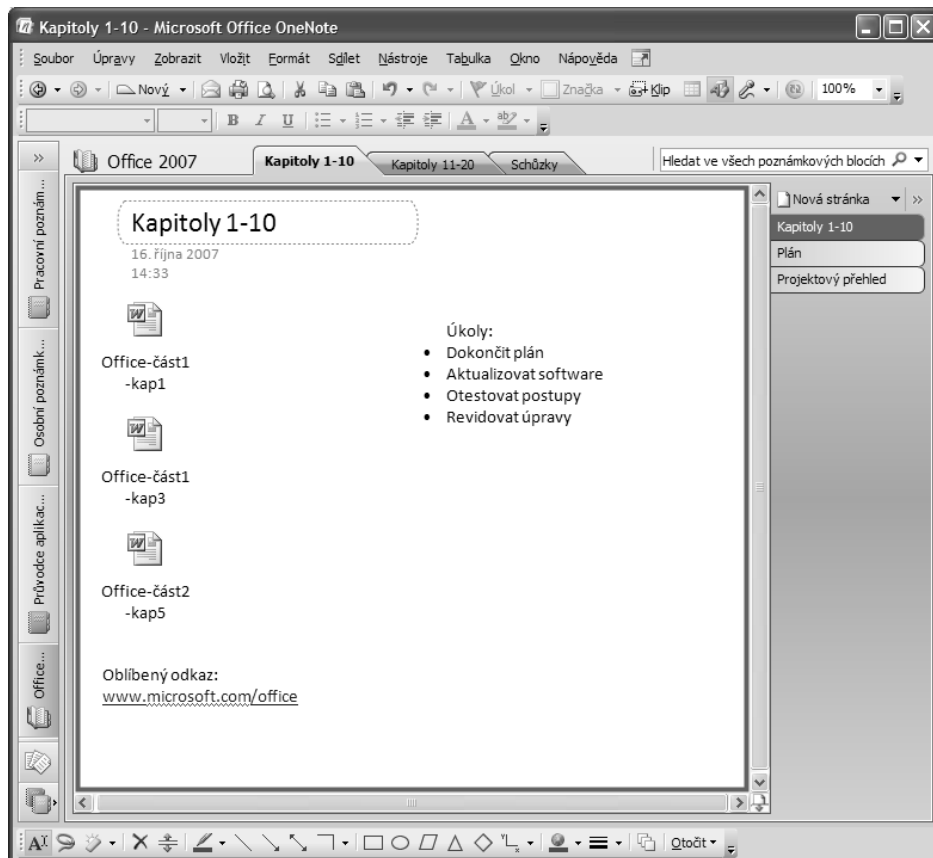 Kapitoly 1-10 - Microsoft Office OneNote
Soubor Úpravy Zobrazit Vložit Formát Sdílet Nástroje Tabulka Okno Nápověda
Nový Úkol Značka Klip 100%
B I U A ab
Office 2007 Kapitoly 1-10 Kapitoly 11-20 Schůzky Hledat ve všech poznámkových blocích
Pracovní poznám...
Osobní poznámk...
Průvodce aplikac...
Office...
Kapitoly 1-10
16. října 2007
14:33
Office-část1
-kap1
Office-část1
-kap3
Office-část2
-kap5
Oblíbený odkaz:
www.microsoft.com/office
Úkoly:
• Dokončit plán
• Aktualizovat software
• Otestovat postupy
• Revidovat úpravy
Nová stránka
Kapitoly 1-10
Plán
Projektový přehled
Otočit